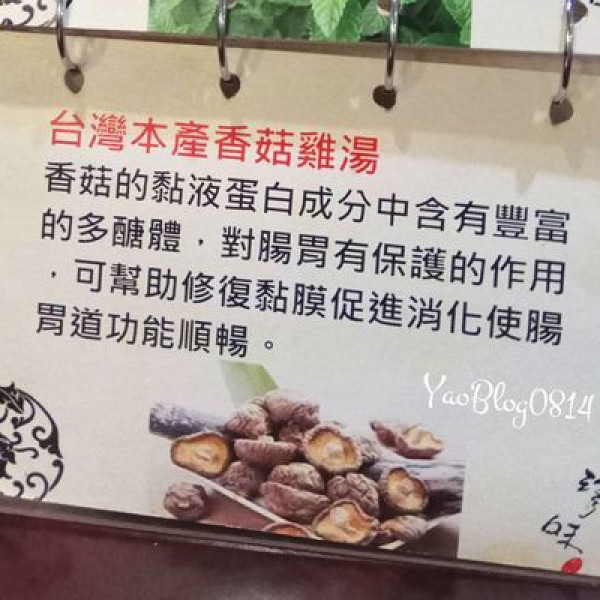 台灣本產香菇雞湯
香菇的黏液蛋白成分中含有豐富
的多醣體，對腸胃有保護的作用
，可幫助修復黏膜促進消化使腸
胃道功能順暢。
YaoBlog0814
珍味